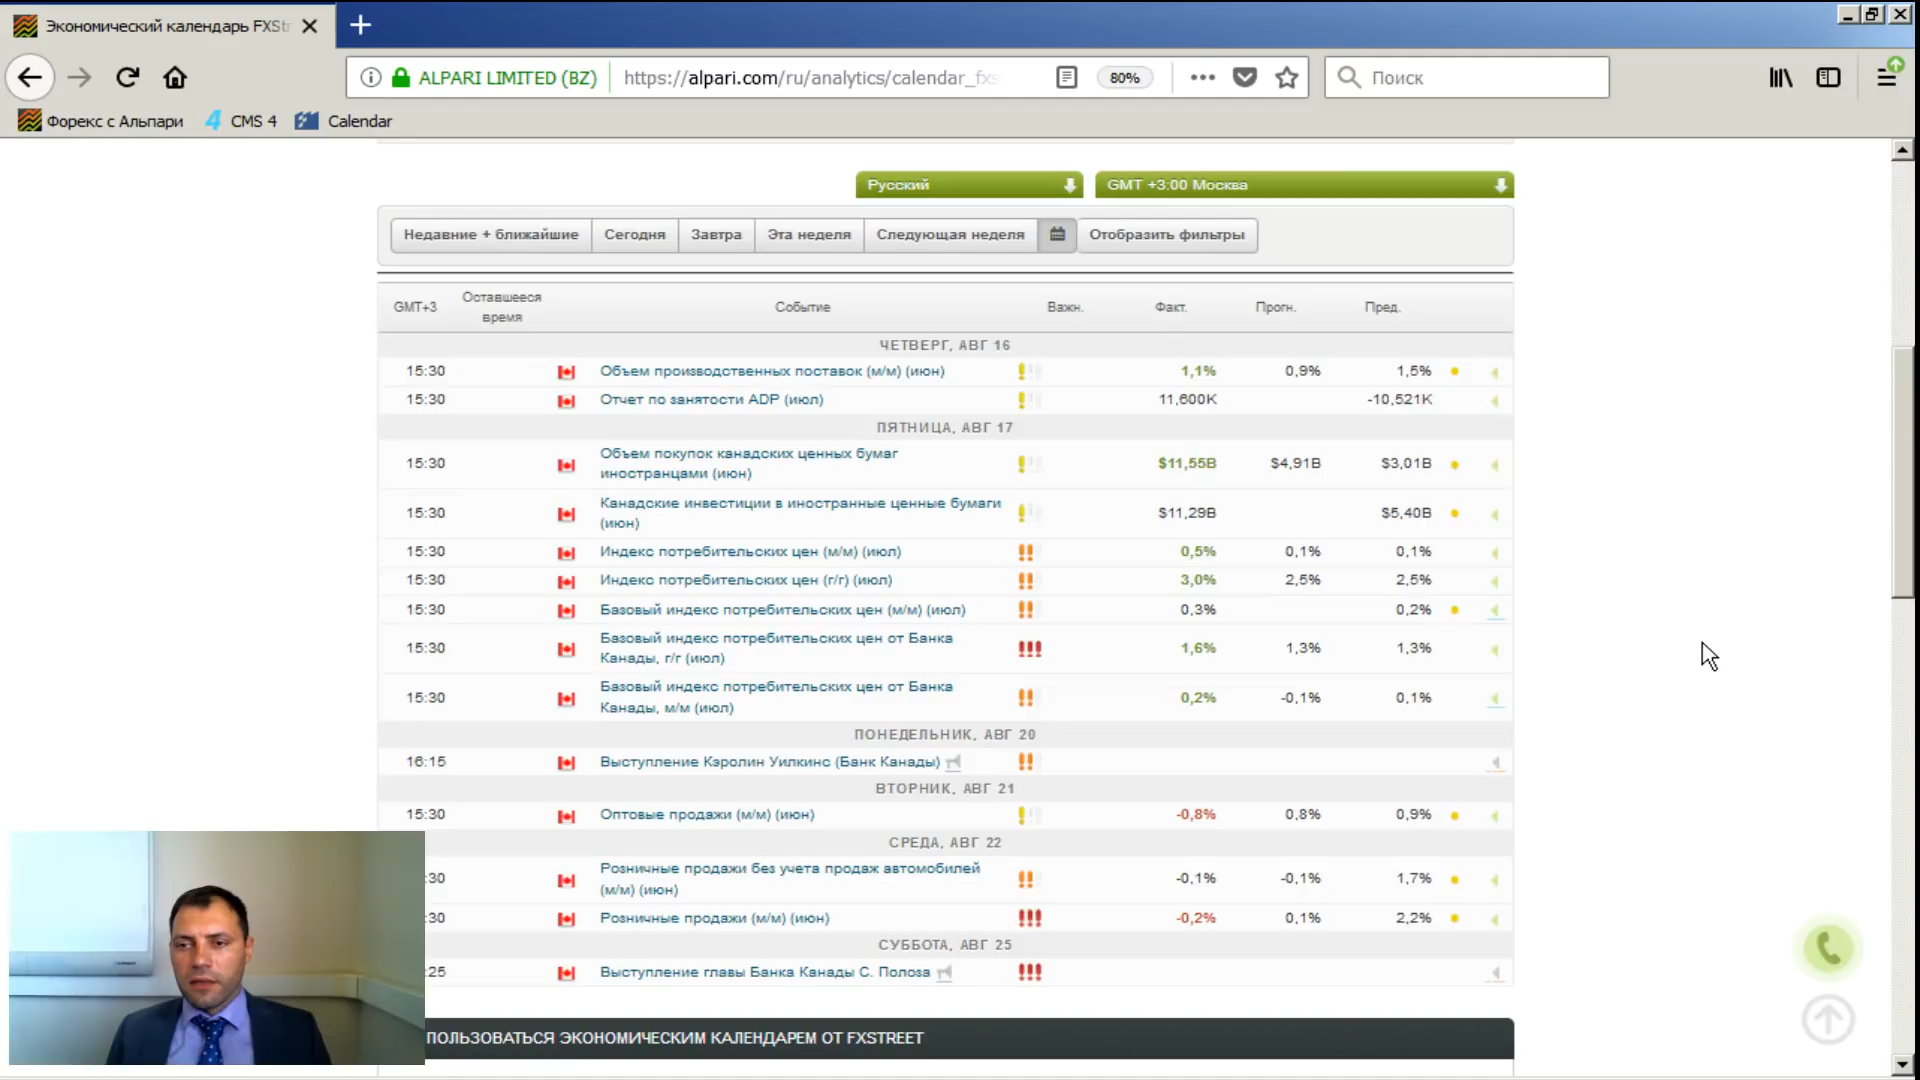 Экономический календарь FXStr
ALPARI LIMITED (BZ) https://alpari.com/ru/analytics/calendar_fxs 80% Поиск
Форекс с Альпари CMS 4 Calendar
Русский GMT +3:00 Москва
Недавние + ближайшие Сегодня Завтра Эта неделя Следующая неделя Отобразить фильтры
GMT+3 Оставшееся время Событие Важн. Факт. Прогн. Пред.
ЧЕТВЕРГ, АВГ 16
15:30 Объем производственных поставок (м/м) (июн) 1,1% 0,9% 1,5%
15:30 Отчет по занятости ADP (июл) 11,600K -10,521K
ПЯТНИЦА, АВГ 17
15:30 Объем покупок канадских ценных бумаг иностранцами (июн) $11,55B $4,91B $3,01B
15:30 Канадские инвестиции в иностранные ценные бумаги (июн) $11,29B $5,40B
15:30 Индекс потребительских цен (м/м) (июл) 0,5% 0,1% 0,1%
15:30 Индекс потребительских цен (г/г) (июл) 3,0% 2,5% 2,5%
15:30 Базовый индекс потребительских цен (м/м) (июл) 0,3% 0,2%
15:30 Базовый индекс потребительских цен от Банка Канады, г/г (июл) 1,6% 1,3% 1,3%
15:30 Базовый индекс потребительских цен от Банка Канады, м/м (июл) 0,2% -0,1% 0,1%
ПОНЕДЕЛЬНИК, АВГ 20
16:15 Выступление Кэролин Уилкинс (Банк Канады)
ВТОРНИК, АВГ 21
15:30 Оптовые продажи (м/м) (июн) -0,8% 0,8% 0,9%
СРЕДА, АВГ 22
:30 Розничные продажи без учета продаж автомобилей (м/м) (июн) -0,1% -0,1% 1,7%
:30 Розничные продажи (м/м) (июн) -0,2% 0,1% 2,2%
СУББОТА, АВГ 25
:25 Выступление главы Банка Канады С. Полоза
ПОЛЬЗОВАТЬСЯ ЭКОНОМИЧЕСКИМ КАЛЕНДАРЕМ ОТ FXSTREET